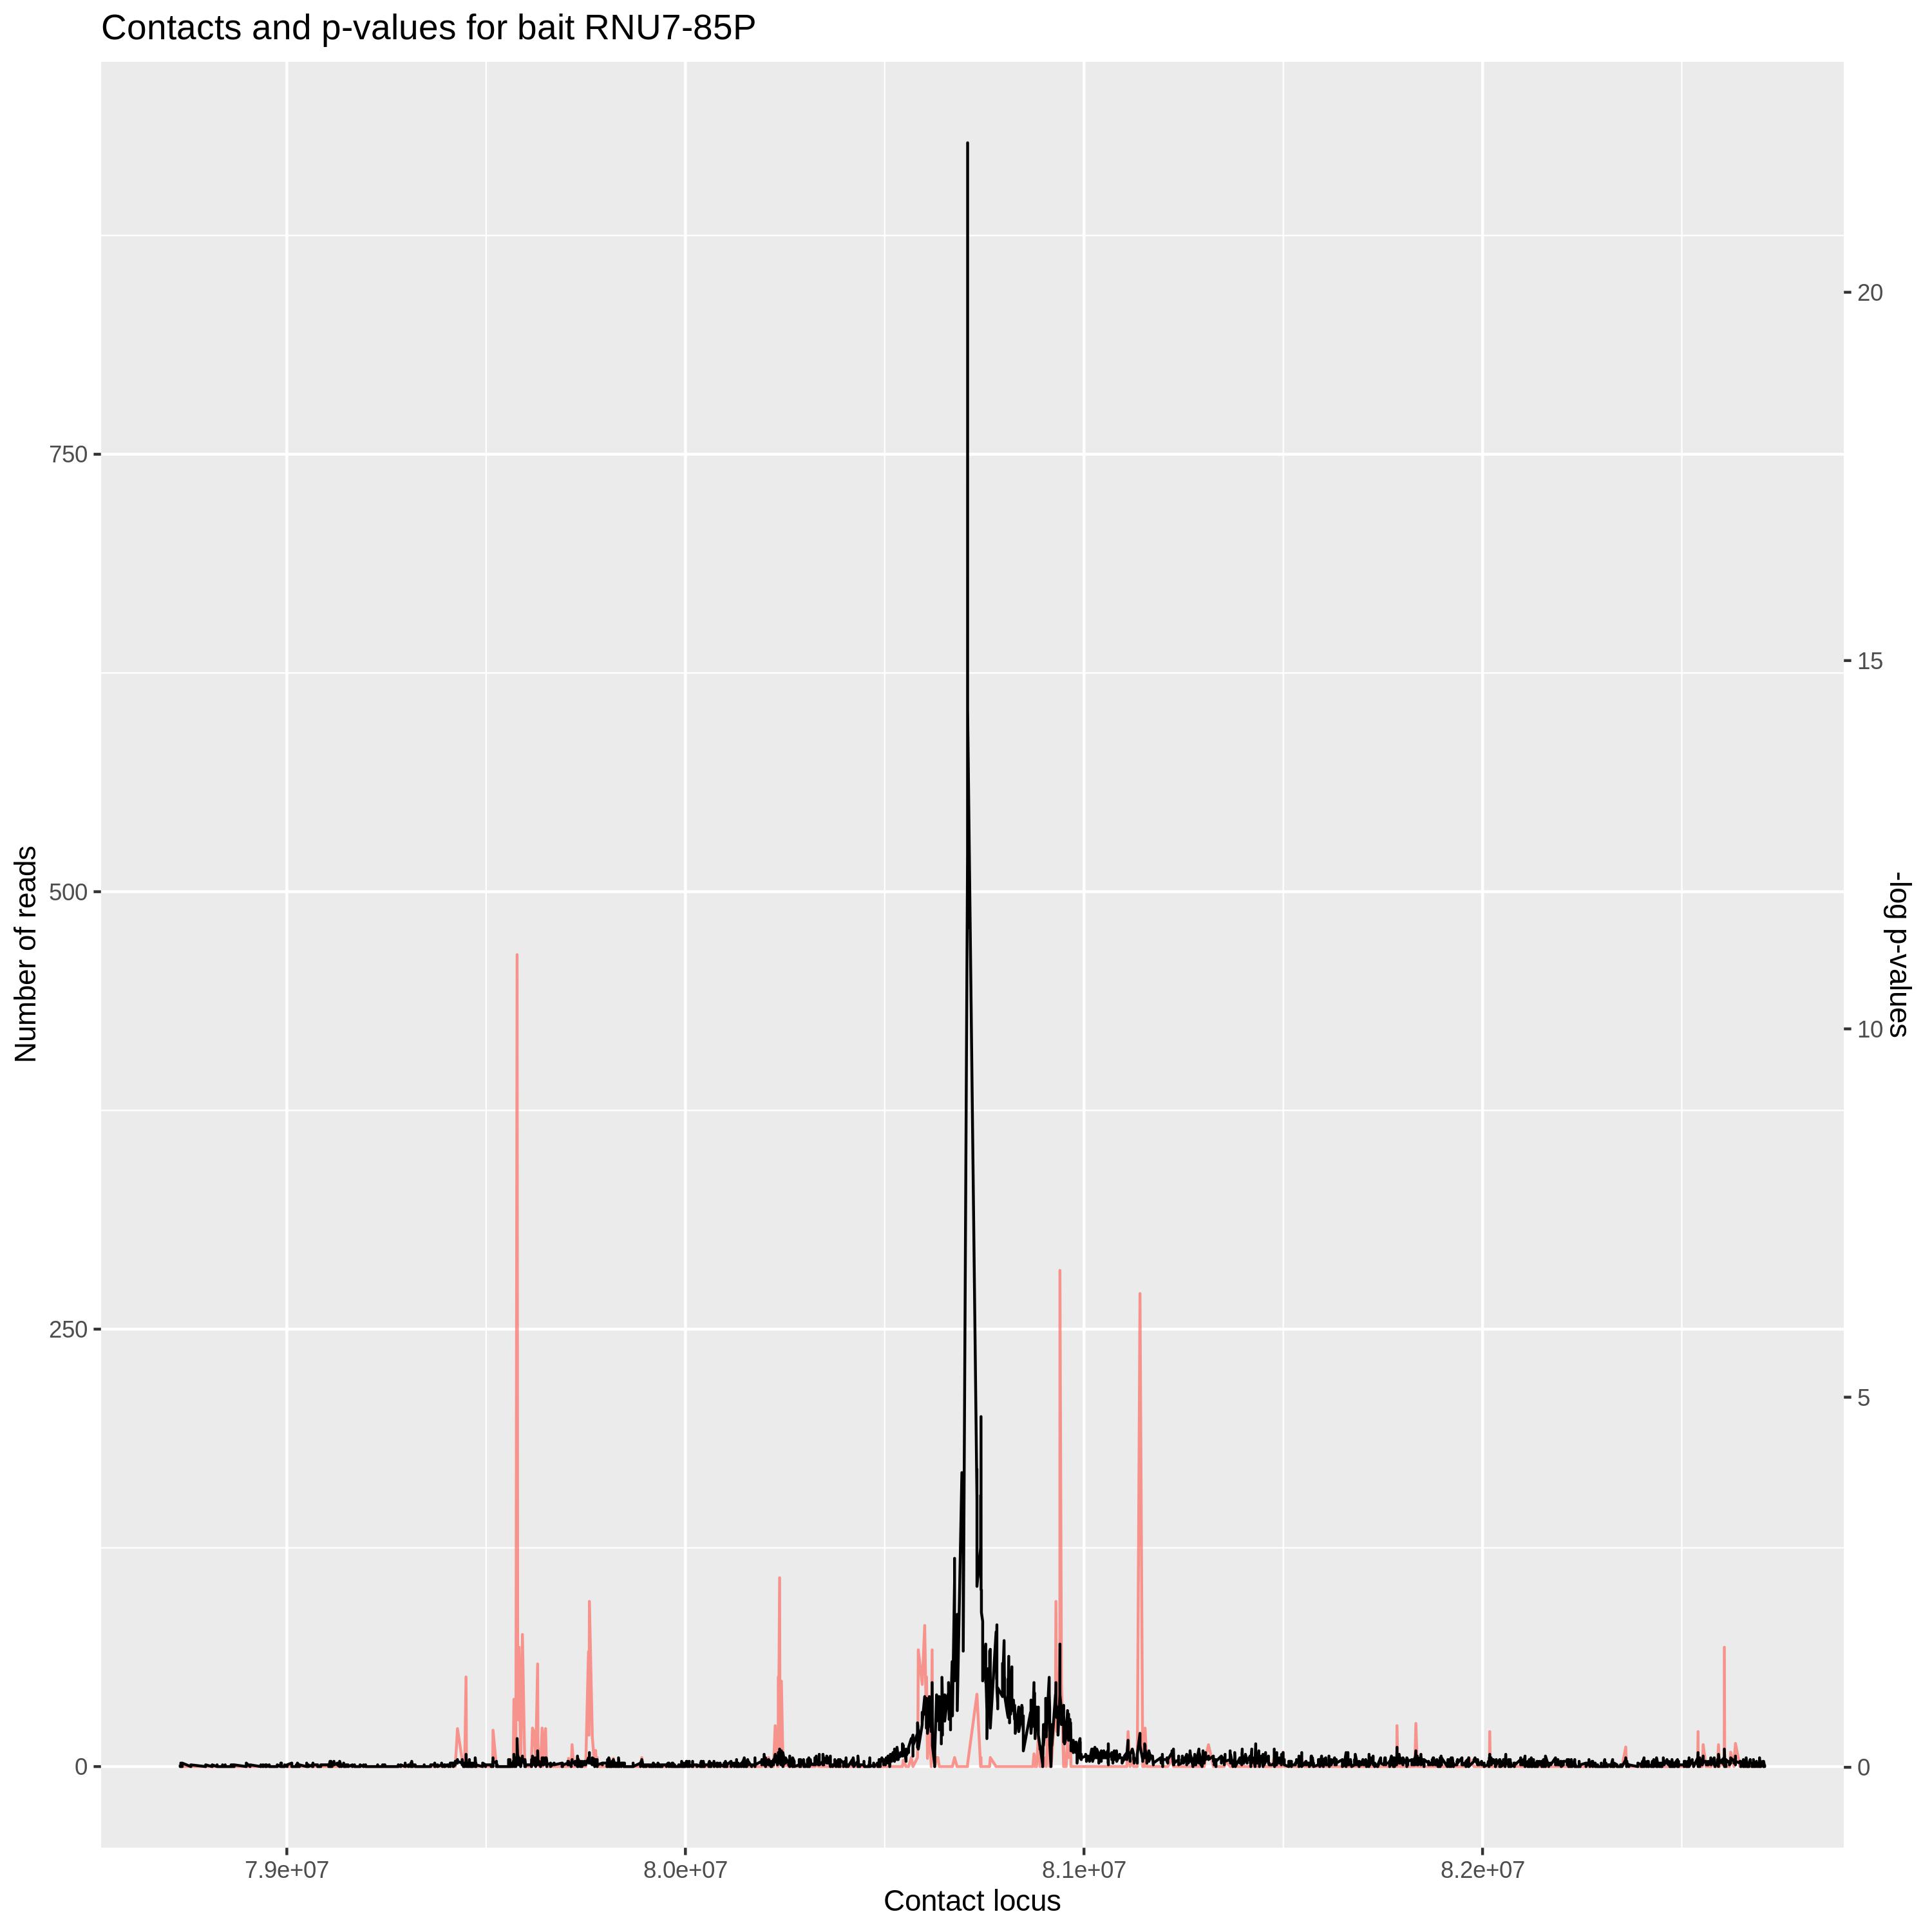 Contacts and p-values for bait RNU7-85P
Number of reads
750
500
250
0
20
15
10
5
0
-log p-values
7.9e+07
8.0e+07
8.1e+07
8.2e+07
Contact locus